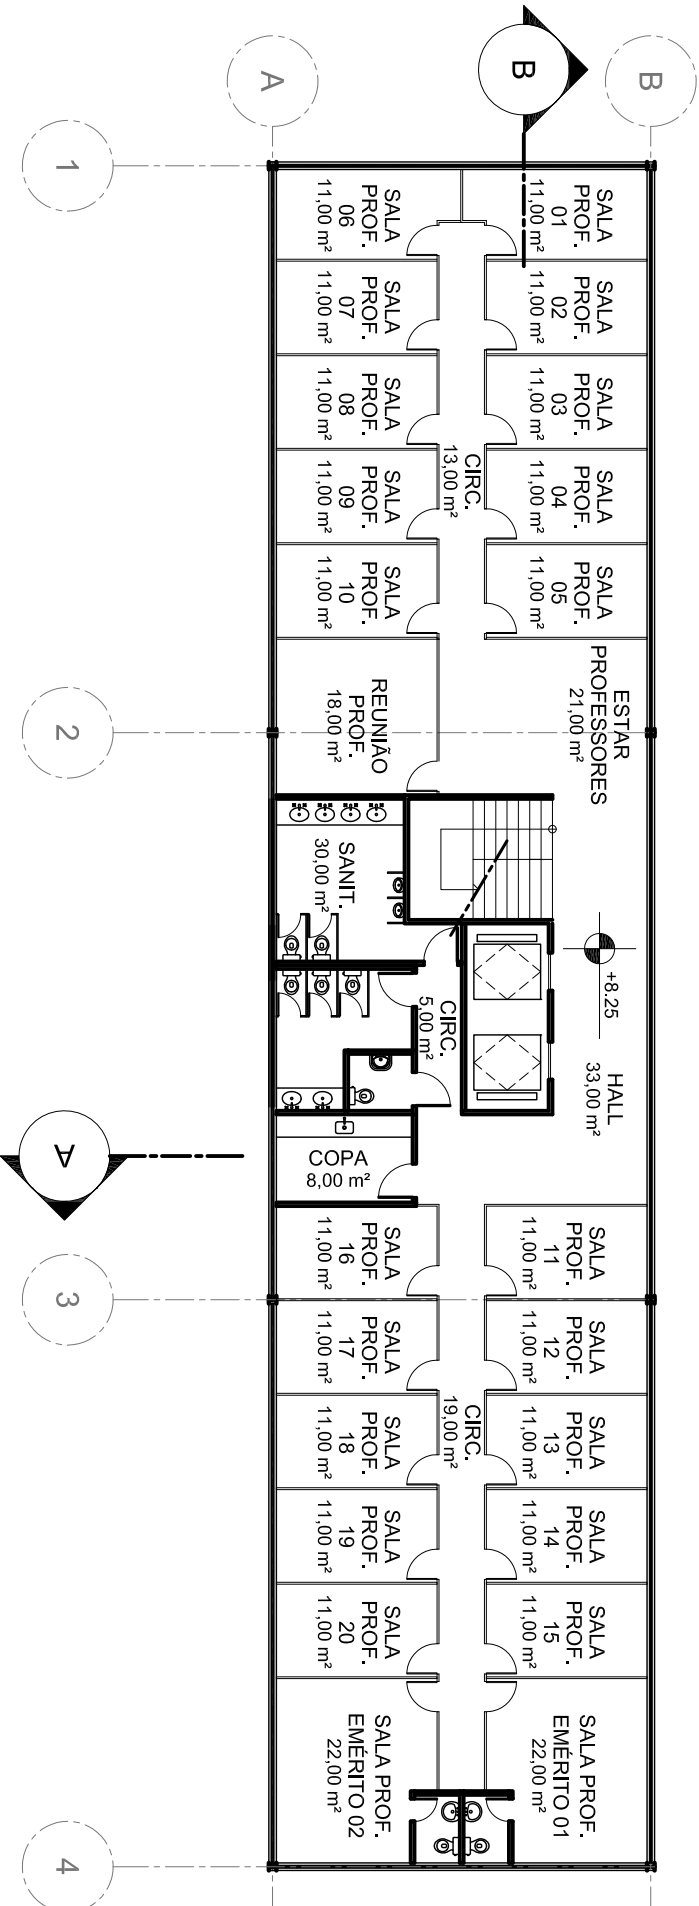 A
B
B
1
SALA
PROF.
06
11,00 m²
SALA
PROF.
01
11,00 m²
SALA
PROF.
07
11,00 m²
SALA
PROF.
02
11,00 m²
SALA
PROF.
08
11,00 m²
SALA
PROF.
03
11,00 m²
CIRC.
13,00 m²
SALA
PROF.
09
11,00 m²
SALA
PROF.
04
11,00 m²
SALA
PROF.
10
11,00 m²
SALA
PROF.
05
11,00 m²
2
REUNIÃO
PROF.
18,00 m²
ESTAR
PROFESSORES
21,00 m²
SANIT.
30,00 m²
+8.25
CIRC.
5,00 m²
HALL
33,00 m²
A
COPA
8,00 m²
SALA
PROF.
16
11,00 m²
SALA
PROF.
11
11,00 m²
3
SALA
PROF.
17
11,00 m²
SALA
PROF.
12
11,00 m²
CIRC.
19,00 m²
SALA
PROF.
18
11,00 m²
SALA
PROF.
13
11,00 m²
SALA
PROF.
19
11,00 m²
SALA
PROF.
14
11,00 m²
SALA
PROF.
20
11,00 m²
SALA
PROF.
15
11,00 m²
SALA PROF.
EMÉRITO 02
22,00 m²
SALA PROF.
EMÉRITO 01
22,00 m²
4